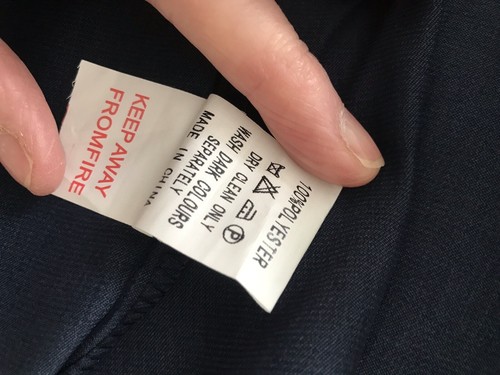 100%POLYESTER
P
DRY CLEAN ONLY
WASH DARK COLOURS
SEPARATELY
MADE IN CHINA
KEEP AWAY
FROMFIRE